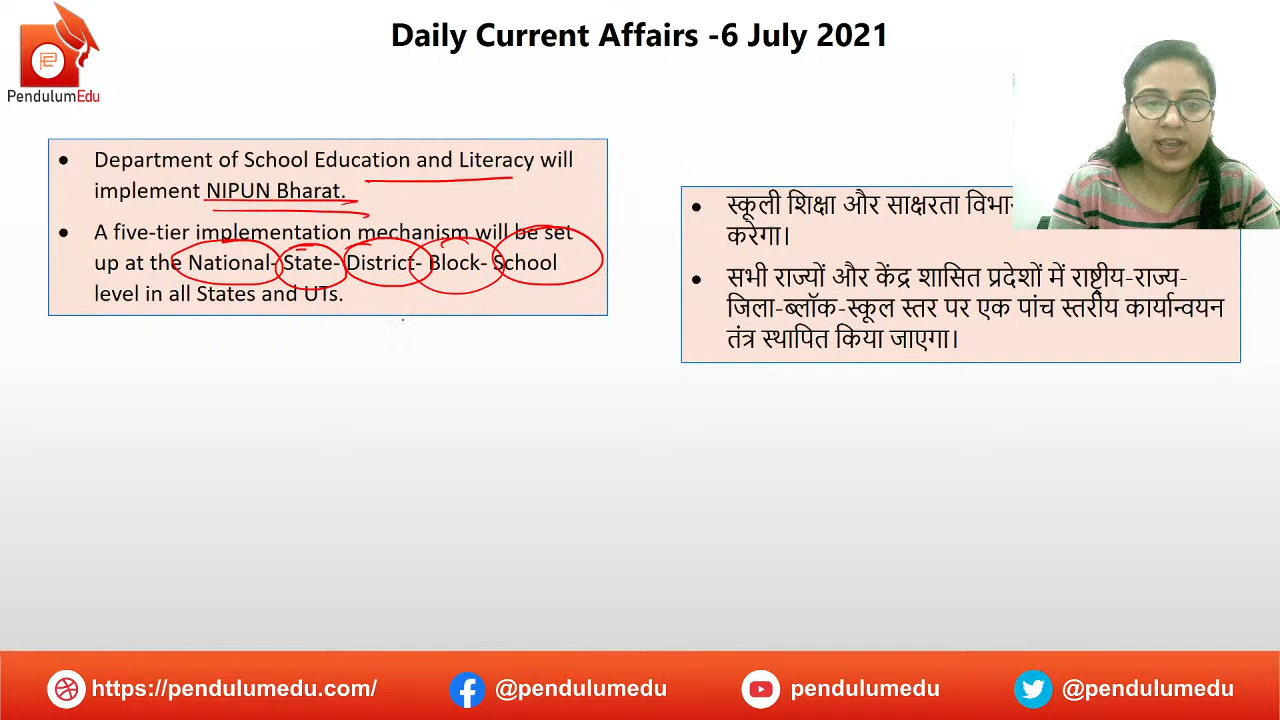 Daily Current Affairs -6 July 2021
PendulumEdu
Department of School Education and Literacy will
implement NIPUN Bharat.
A five-tier implementation mechanism will be set
up at the National- State- District- Block- School
level in all States and UTs.
स्कूली शिक्षा और साक्षरता
करेगा।
सभी राज्यों और केंद्र शासित प्रदेशों में राष्ट्रीय-राज्य-
जिला-ब्लॉक-स्कूल स्तर पर एक पांच स्तरीय कार्यान्वयन
तंत्र स्थापित किया जाएगा।
https://pendulumedu.com/
@pendulumedu
pendulumedu
@pendulumedu